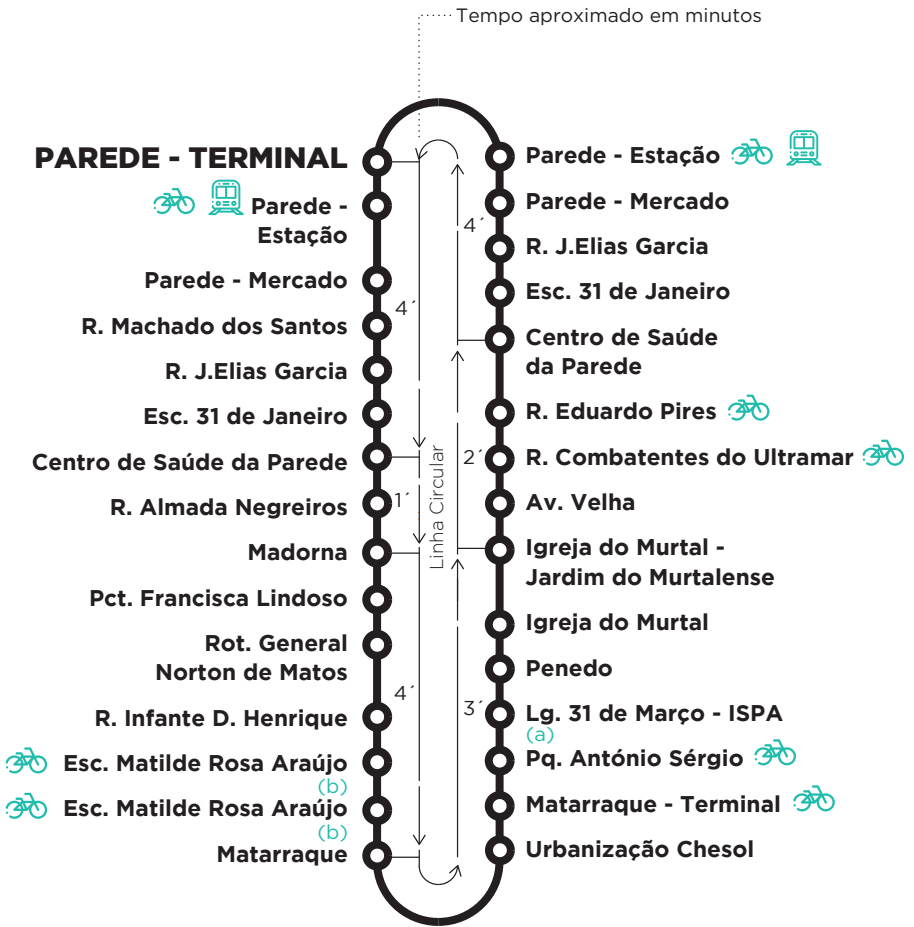 Tempo aproximado em minutos
PAREDE - TERMINAL
Parede -
Estação
Parede - Mercado
R. Machado dos Santos
R. J.Elias Garcia
Esc. 31 de Janeiro
Centro de Saúde da Parede
R. Almada Negreiros
Madorna
Pct. Francisca Lindoso
Rot. General
Norton de Matos
R. Infante D. Henrique
Esc. Matilde Rosa Araújo
(b)
Esc. Matilde Rosa Araújo
(b)
Matarraque
4´
1´
4´
Linha Circular
4´
2´
3´
Parede - Estação
Parede - Mercado
R. J.Elias Garcia
Esc. 31 de Janeiro
Centro de Saúde
da Parede
R. Eduardo Pires
R. Combatentes do Ultramar
Av. Velha
Igreja do Murtal -
Jardim do Murtalense
Igreja do Murtal
Penedo
Lg. 31 de Março - ISPA
(a)
Pq. António Sérgio
Matarraque - Terminal
Urbanização Chesol